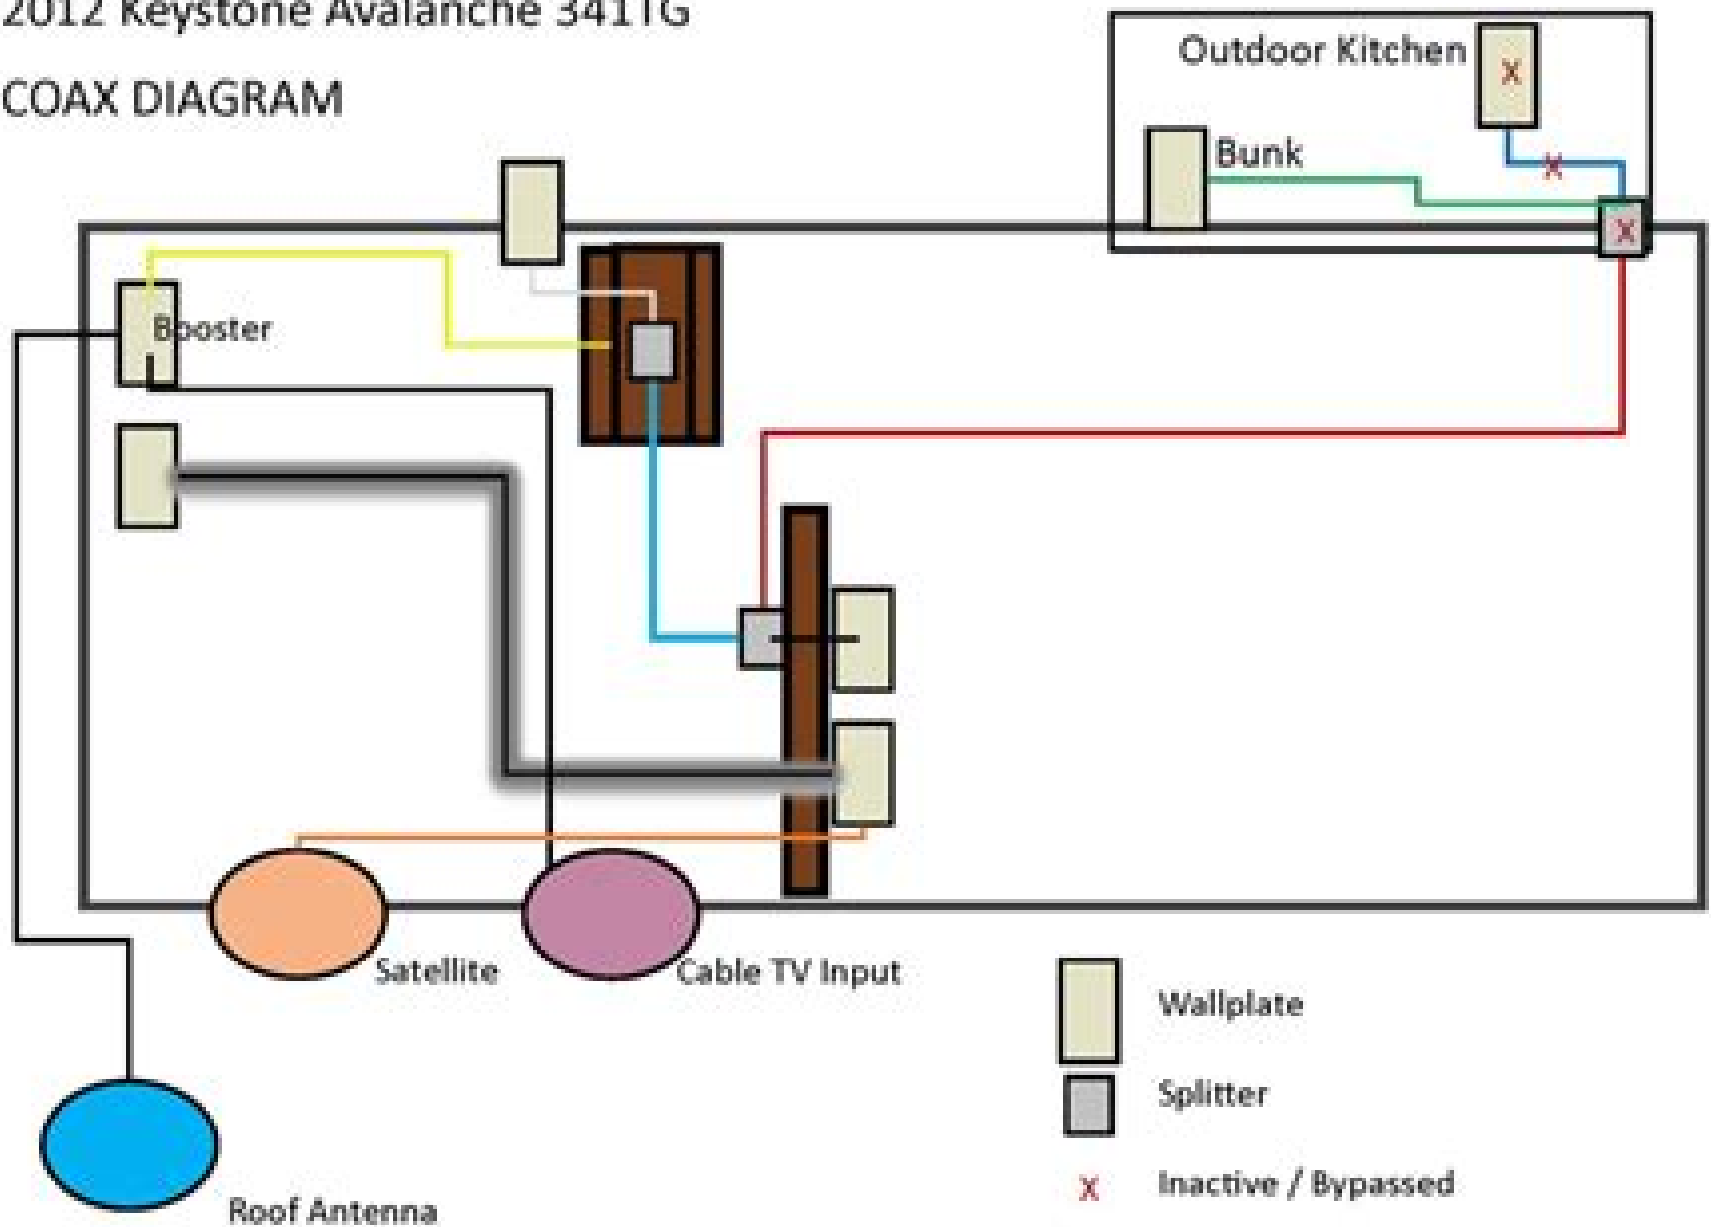 2012 Keystone Avalanche 341TG
COAX DIAGRAM
Outdoor Kitchen
X
Bunk
X
X
Booster
Satellite
Cable TV Input
Wallplate
Splitter
X
Inactive / Bypassed
Roof Antenna